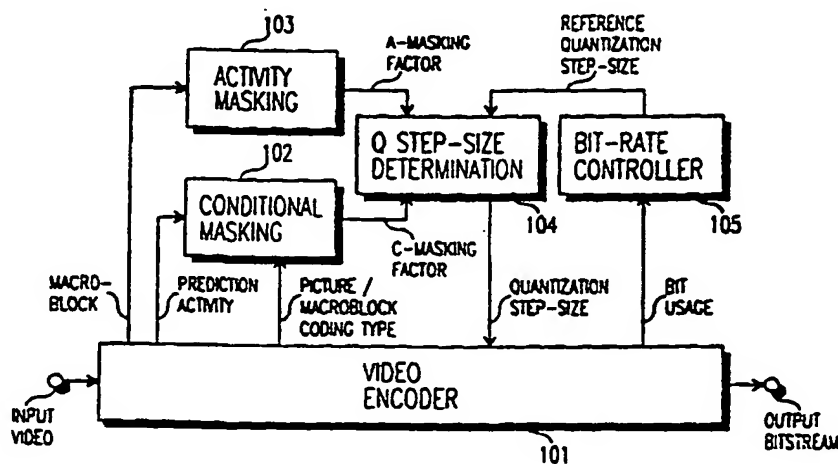 103
ACTIVITY
MASKING
A-MASKING
FACTOR
REFERENCE
QUANTIZATION
STEP-SIZE
Q STEP-SIZE
DETERMINATION
104
BIT-RATE
CONTROLLER
105
102
CONDITIONAL
MASKING
C-MASKING
FACTOR
MACRO-
BLOCK
PREDICTION
ACTIVITY
PICTURE /
MACROBLOCK
CODING TYPE
QUANTIZATION
STEP-SIZE
BIT
USAGE
INPUT
VIDEO
VIDEO
ENCODER
101
OUTPUT
BITSTREAM